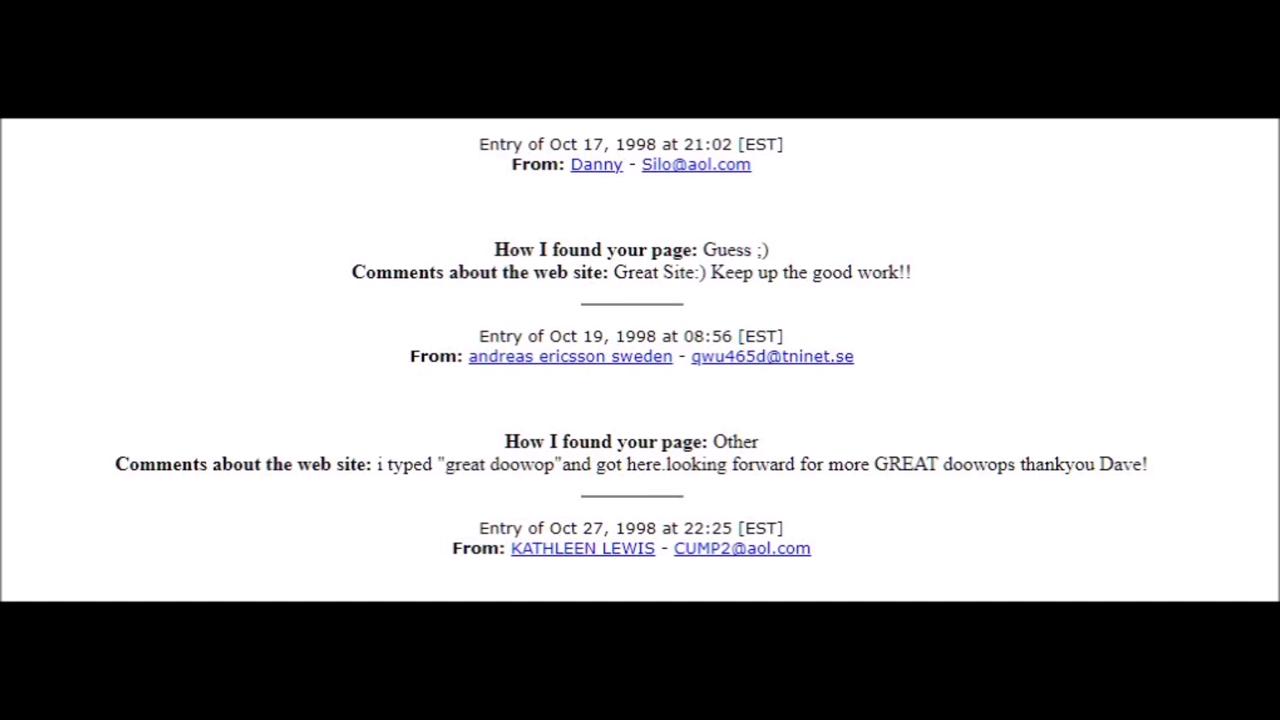 Entry of Oct 17, 1998 at 21:02 [EST]
From: Danny - Silo@aol.com
How I found your page: Guess ;)
Comments about the web site: Great Site:) Keep up the good work!!
Entry of Oct 19, 1998 at 08:56 [EST]
From: andreas ericsson sweden - qwu465d@tninet.se
How I found your page: Other
Comments about the web site: i typed "great doowop"and got here.looking forward for more GREAT doowops thankyou Dave!
Entry of Oct 27, 1998 at 22:25 [EST]
From: KATHLEEN LEWIS - CUMP2@aol.com